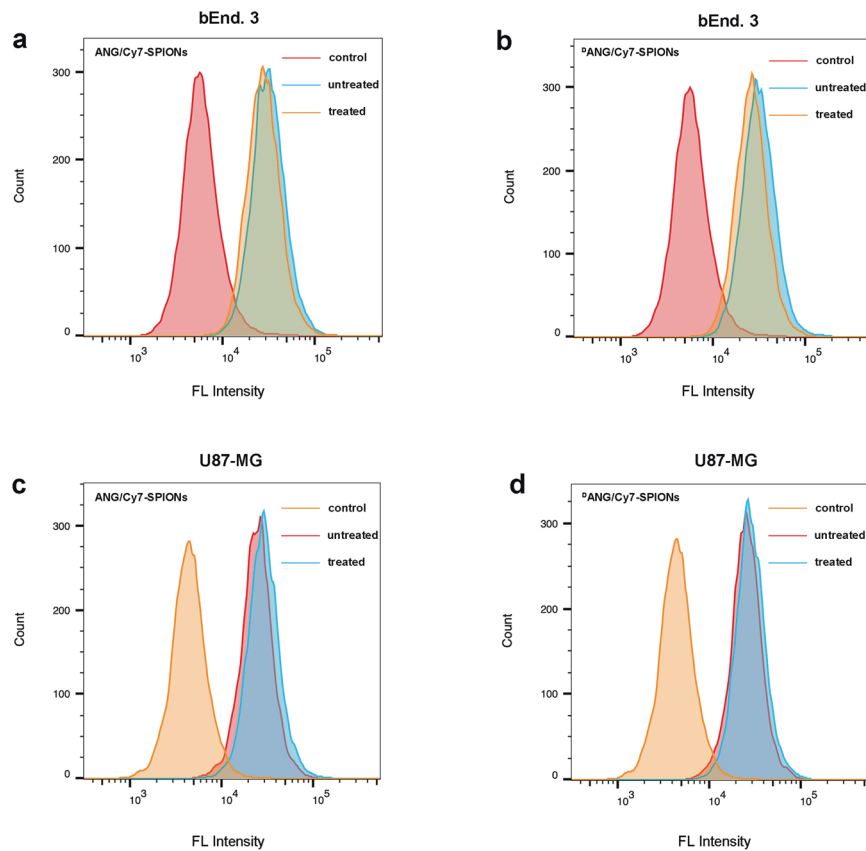 a
bEnd. 3
ANG/Cy7-SPIONs
control
untreated
treated
300
200
100
0
Count
10³
10⁴
10⁵
FL Intensity
b
bEnd. 3
ᴰANG/Cy7-SPIONs
control
untreated
treated
300
200
100
0
Count
10³
10⁴
10⁵
FL Intensity
c
U87-MG
ANG/Cy7-SPIONs
control
untreated
treated
300
200
100
0
Count
10³
10⁴
10⁵
FL Intensity
d
U87-MG
ᴰANG/Cy7-SPIONs
control
untreated
treated
300
200
100
0
Count
10³
10⁴
10⁵
FL Intensity